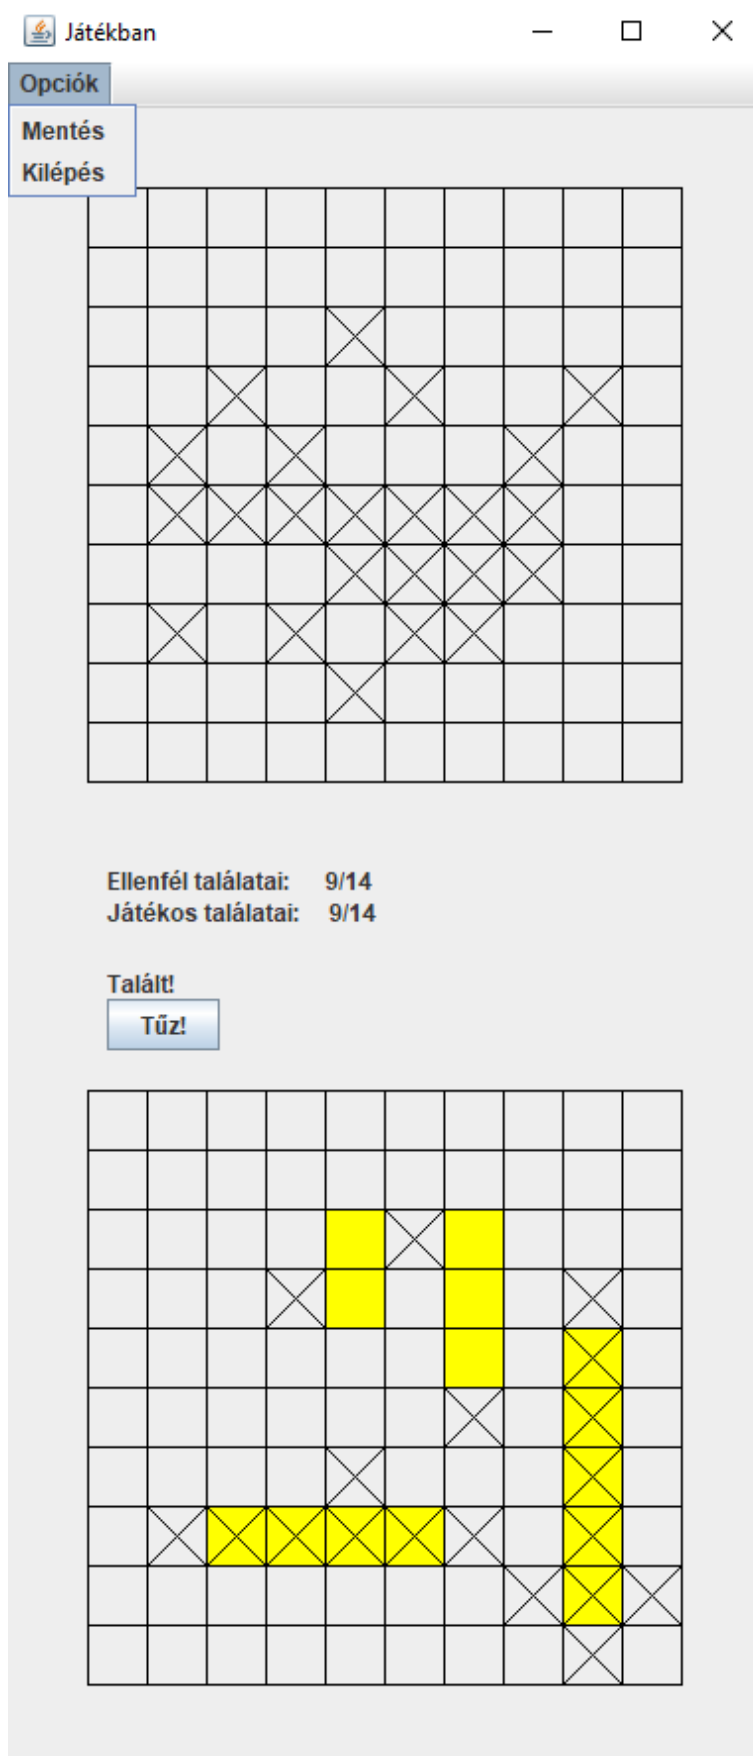 Játékban
Opciók
Mentés
Kilépés
Ellenfél találatai: 9/14
Játékos találatai: 9/14
Talált!
Tűz!